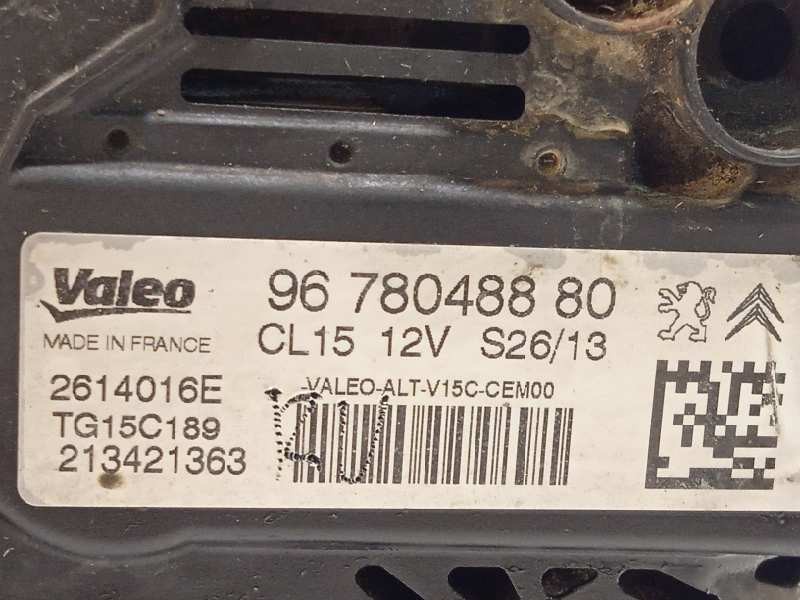 Valeo
MADE IN FRANCE
96 780488 80
CL15 12V S26/13
2614016E
TG15C189
213421363
-VALEO-ALT-V15C-CEM00